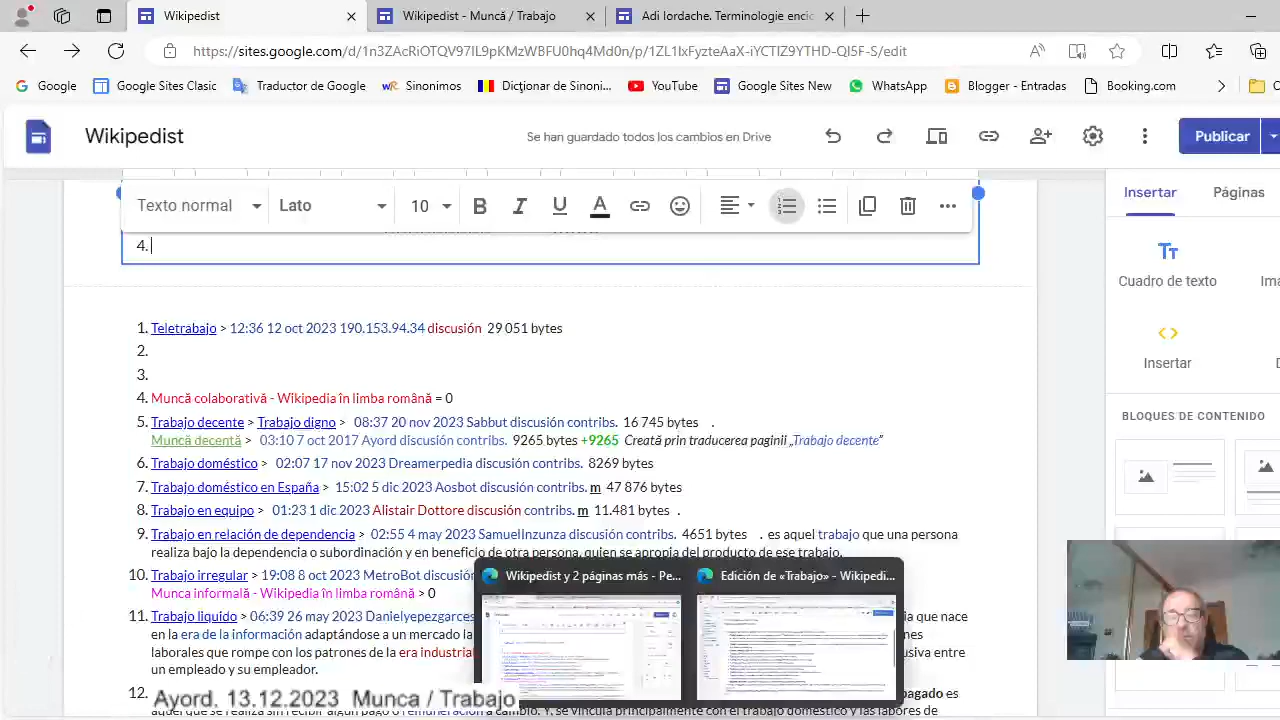 Wikipedist
Wikipedist - Muncă / Trabajo
Adi Iordache. Terminologie encic
https://sites.google.com/d/1n3ZAcRiOTQV97IL9pKMzWBFU0hq4Md0n/p/1ZL1IxFyzteAaX-iYCTIZ9YTHD-QI5F-S/edit
Google
Google Sites Clasic
Traductor de Google
Sinonimos
Dicționar de Sinoni...
YouTube
Google Sites New
WhatsApp
Blogger - Entradas
Booking.com
Wikipedist
Se han guardado todos los cambios en Drive
Publicar
Texto normal
Lato
10
B I U A
Insertar
Páginas
4.
Cuadro de texto
Imá
Insertar
D
BLOQUES DE CONTENIDO
1. Teletrabajo > 12:36 12 oct 2023 190.153.94.34 discusión 29 051 bytes
2.
3.
4. Muncă colaborativă - Wikipedia în limba română = 0
5. Trabajo decente > Trabajo digno > 08:37 20 nov 2023 Sabbut discusión contribs. 16 745 bytes .
Muncă decentă > 03:10 7 oct 2017 Ayord discusión contribs. 9265 bytes +9265 Creată prin traducerea paginii „Trabajo decente”
6. Trabajo doméstico > 02:07 17 nov 2023 Dreamerpedia discusión contribs. 8269 bytes
7. Trabajo doméstico en España > 15:02 5 dic 2023 Aosbot discusión contribs. m 47 876 bytes
8. Trabajo en equipo > 01:23 1 dic 2023 Alistair Dottore discusión contribs. m 11.481 bytes .
9. Trabajo en relación de dependencia > 02:55 4 may 2023 SamuelInzunza discusión contribs. 4651 bytes . es aquel trabajo que una persona
realiza bajo la dependencia o subordinación y en beneficio de otra persona, quien se apropia del producto de ese trabajo.
10. Trabajo irregular > 19:08 8 oct 2023 MetroBot discusión
Muncă informală - Wikipedia în limba română > 0
11. Trabajo líquido > 06:39 26 may 2023 Danielyepezgarc
ía que nace
en la era de la información adaptándose a un mercado
es
laborales que rompe con los patrones de la era industri
siva entre
un empleado y su empleador.
12.
pagado es
Wikipedist y 2 páginas más - Pe...
Edición de «Trabajo» - Wikipedi...
Ayord. 13.12.2023. Munca / Trabajo